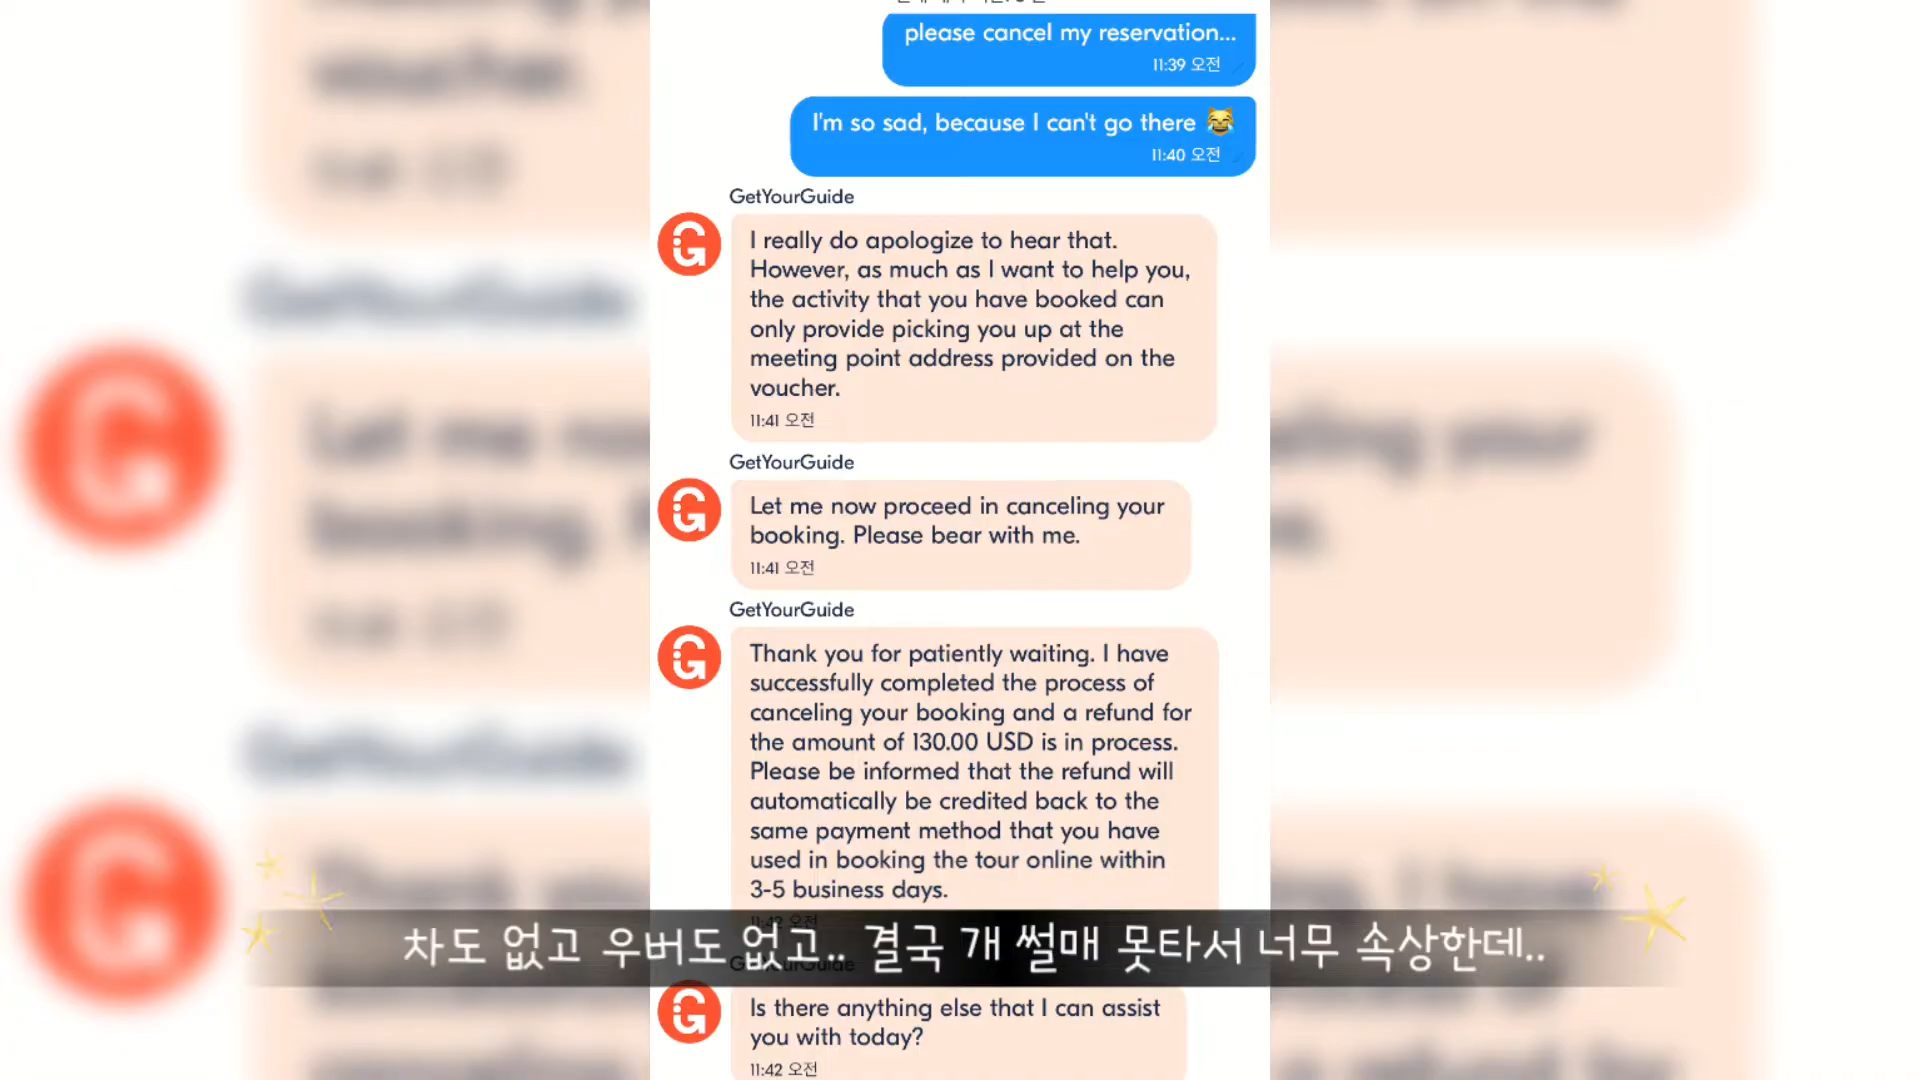 please cancel my reservation...
11:39 오전
I'm so sad, because I can't go there 😹
11:40 오전
GetYourGuide
I really do apologize to hear that.
However, as much as I want to help you,
the activity that you have booked can
only provide picking you up at the
meeting point address provided on the
voucher.
11:41 오전
GetYourGuide
Let me now proceed in canceling your
booking. Please bear with me.
11:41 오전
GetYourGuide
Thank you for patiently waiting. I have
successfully completed the process of
canceling your booking and a refund for
the amount of 130.00 USD is in process.
Please be informed that the refund will
automatically be credited back to the
same payment method that you have
used in booking the tour online within
3-5 business days.
11:42 오전
차도 없고 우버도 없고.. 결국 개 썰매 못타서 너무 속상한데..
GetYourGuide
Is there anything else that I can assist
you with today?
11:42 오전